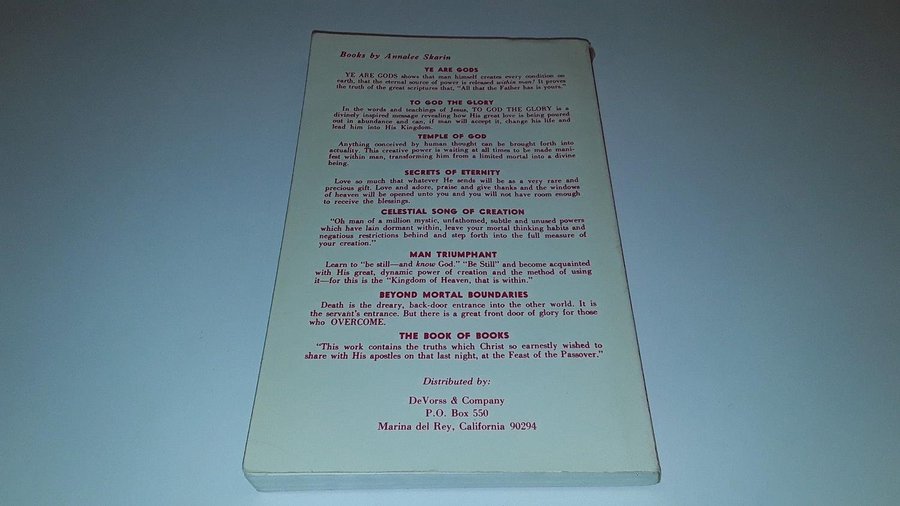 Books by Annalee Skarin
YE ARE GODS
YE ARE GODS shows that man himself creates every condition on
earth, that the eternal source of power is released within man! It proves
the truth of the great scriptures that, "All that the Father has is yours."
TO GOD THE GLORY
In the words and teachings of Jesus, TO GOD THE GLORY is a
divinely inspired message revealing how His great love is being poured
out in abundance and can, if man will accept it, change his life and
lead him into His Kingdom.
TEMPLE OF GOD
Anything conceived by human thought can be brought forth into
actuality. This creative power is waiting at all times to be made mani-
fest within man, transforming him from a limited mortal into a divine
being.
SECRETS OF ETERNITY
Love so much that whatever He sends will be as a very rare and
precious gift. Love and adore, praise and give thanks and the windows
of heaven will be opened unto you and you will not have room enough
to receive the blessings.
CELESTIAL SONG OF CREATION
"Oh man of a million mystic, unfathomed, subtle and unused powers
which have lain dormant within, leave your mortal thinking habits and
negatious restrictions behind and step forth into the full measure of
your creation."
MAN TRIUMPHANT
Learn to "be still—and know God." "Be Still" and become acquainted
with His great, dynamic power of creation and the method of using
it—for this is the "Kingdom of Heaven, that is within."
BEYOND MORTAL BOUNDARIES
Death is the dreary, back-door entrance into the other world. It is
the servant's entrance. But there is a great front door of glory for those
who OVERCOME.
THE BOOK OF BOOKS
"This work contains the truths which Christ so earnestly wished to
share with His apostles on that last night, at the Feast of the Passover."
Distributed by:
DeVorss & Company
P.O. Box 550
Marina del Rey, California 90294